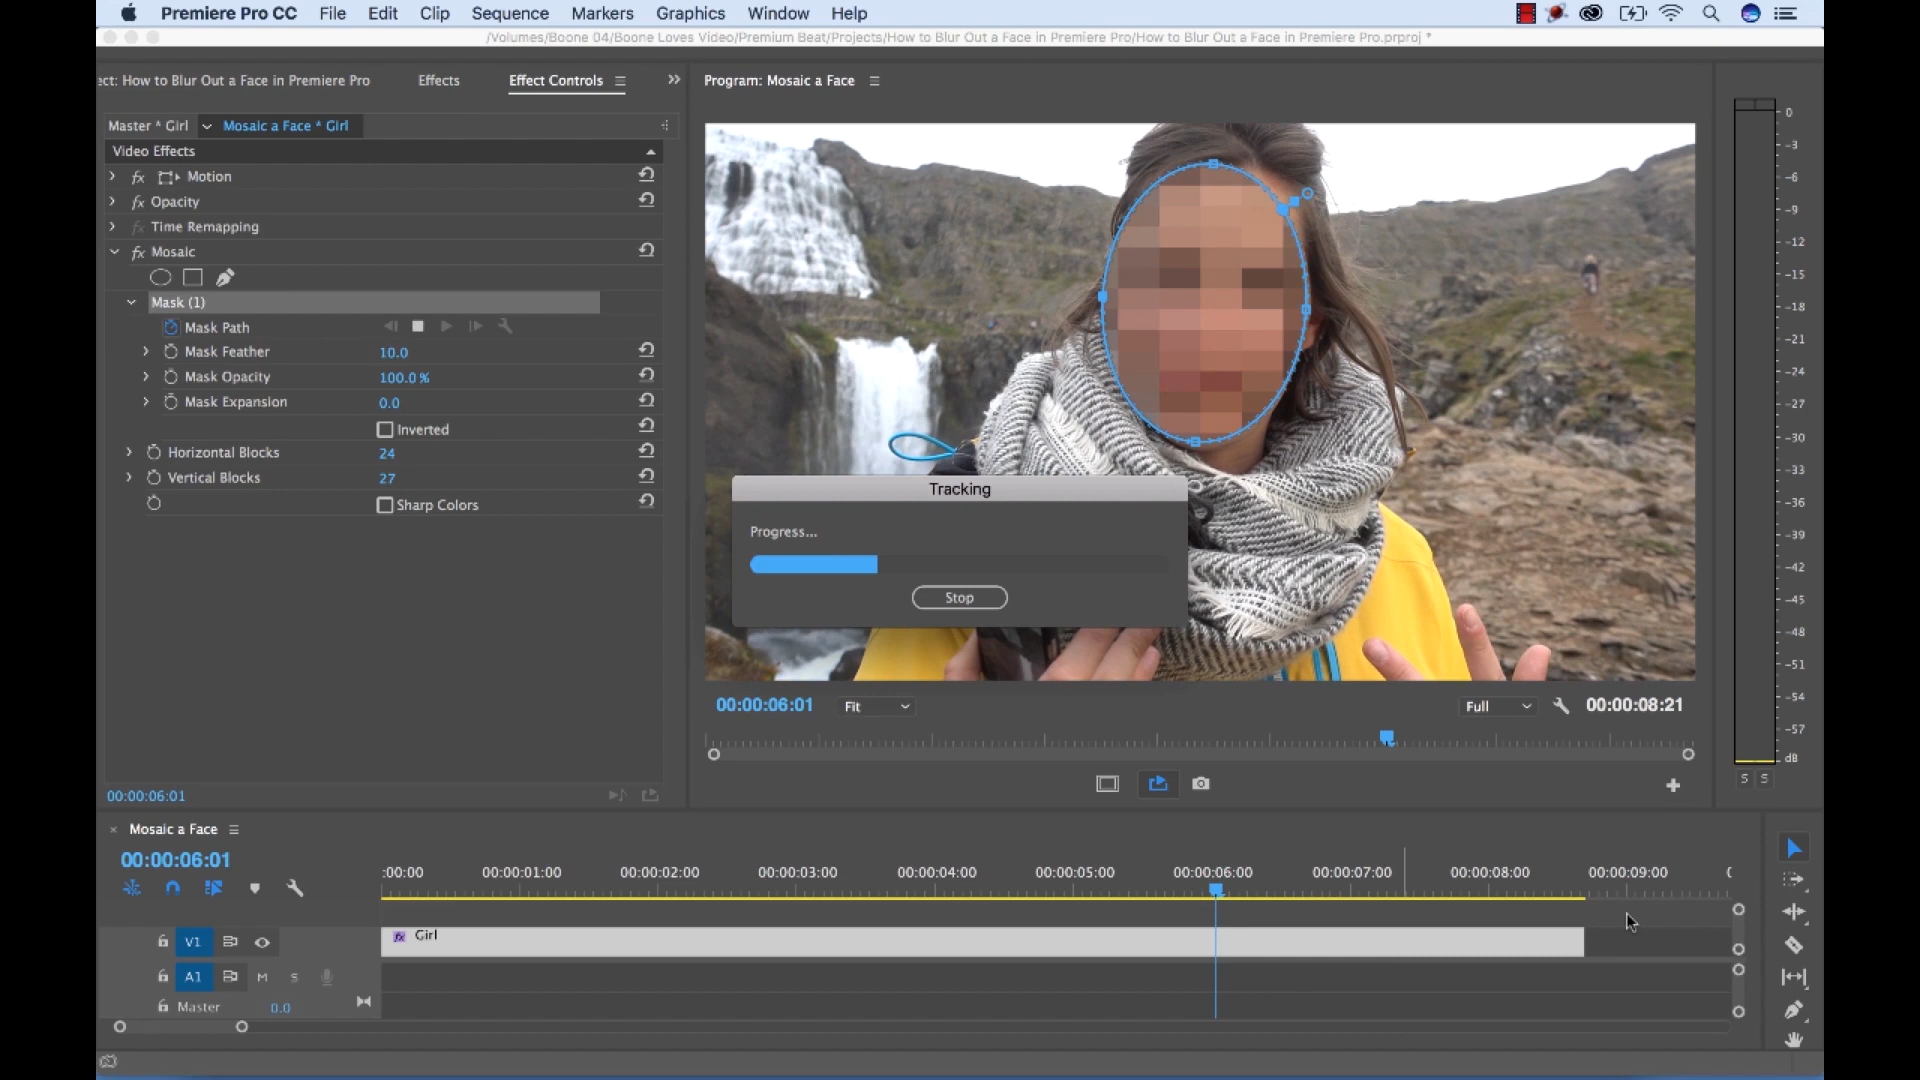 Premiere Pro CC File Edit Clip Sequence Markers Graphics Window Help
/Volumes/Boone 04/Boone Loves Video/Premium Beat/Projects/How to Blur Out a Face in Premiere Pro/How to Blur Out a Face in Premiere Pro.prproj *
ect: How to Blur Out a Face in Premiere Pro Effects Effect Controls
Program: Mosaic a Face
Master * Girl Mosaic a Face * Girl
Video Effects
fx Motion
fx Opacity
fx Time Remapping
fx Mosaic
Mask (1)
Mask Path
Mask Feather 10.0
Mask Opacity 100.0 %
Mask Expansion 0.0
Inverted
Horizontal Blocks 24
Vertical Blocks 27
Sharp Colors
00:00:06:01
Tracking
Progress...
Stop
00:00:06:01 Fit Full 00:00:08:21
0
-3
-6
-9
-12
-15
-18
-21
-24
-27
-30
-33
-36
-39
-42
-45
-48
-51
-54
-57
dB
S S
Mosaic a Face
00:00:06:01
:00:00 00:00:01:00 00:00:02:00 00:00:03:00 00:00:04:00 00:00:05:00 00:00:06:00 00:00:07:00 00:00:08:00 00:00:09:00
V1 fx Girl
A1 M S
Master 0.0